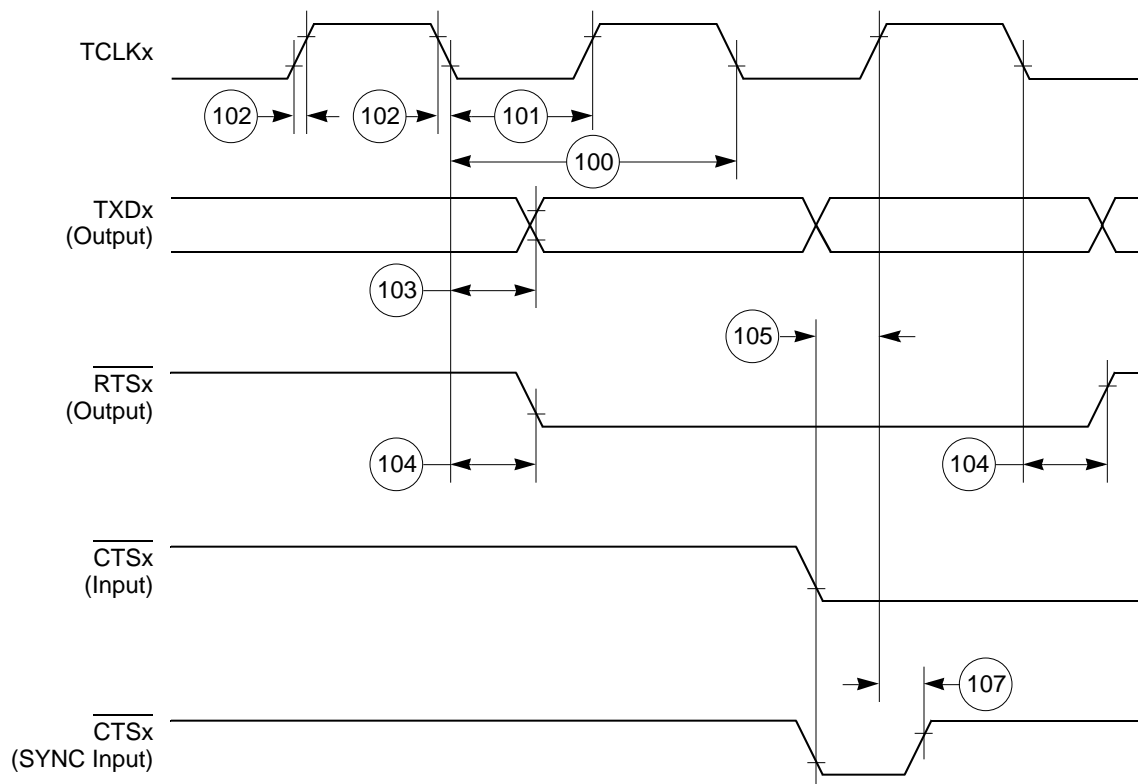 TCLKx
102
102
101
100
TXDx
(Output)
103
105
RTSx
(Output)
104
104
CTSx
(Input)
107
CTSx
(SYNC Input)